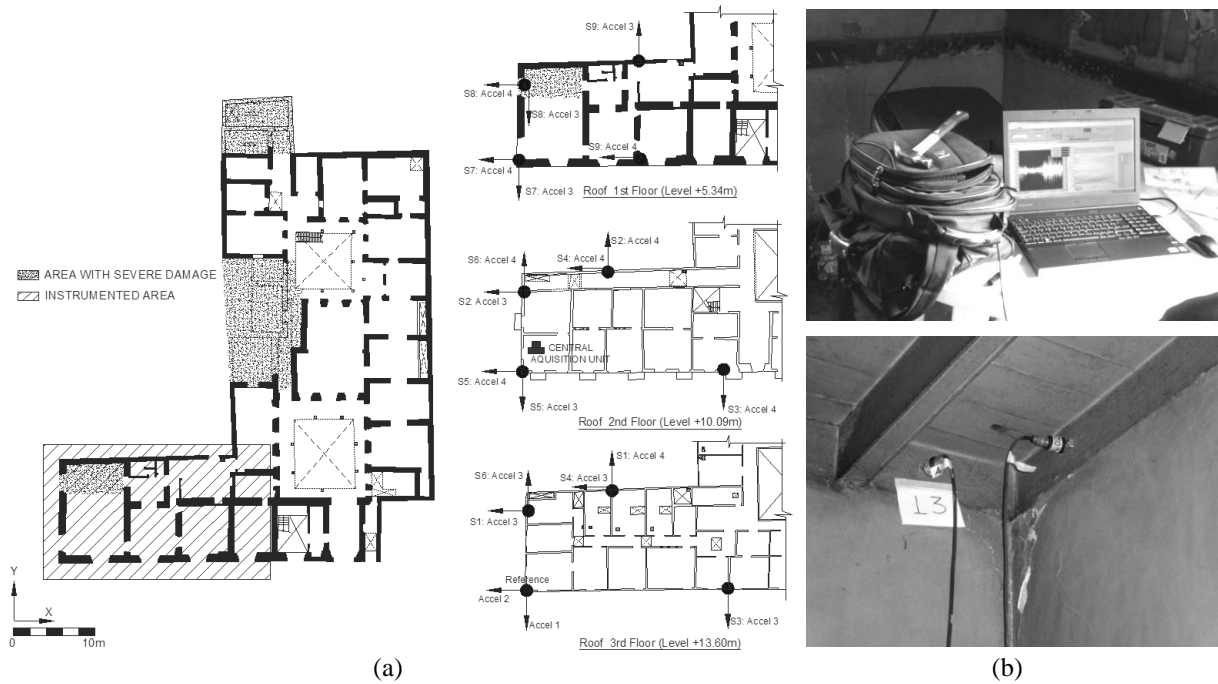 AREA WITH SEVERE DAMAGE
INSTRUMENTED AREA
Y
X
0 10m
S9: Accel 3
S8: Accel 4
S8: Accel 3
S9: Accel 4
S7: Accel 4
S7: Accel 3
Roof 1st Floor (Level +5.34m)
S2: Accel 4
S6: Accel 4
S4: Accel 4
S2: Accel 3
CENTRAL
AQUISITION UNIT
S5: Accel 4
S5: Accel 3
S3: Accel 4
Roof 2nd Floor (Level +10.09m)
S1: Accel 4
S6: Accel 3
S4: Accel 3
S1: Accel 3
Reference
Accel 2
Accel 1
S3: Accel 3
Roof 3rd Floor (Level +13.60m)
13
(a)
(b)